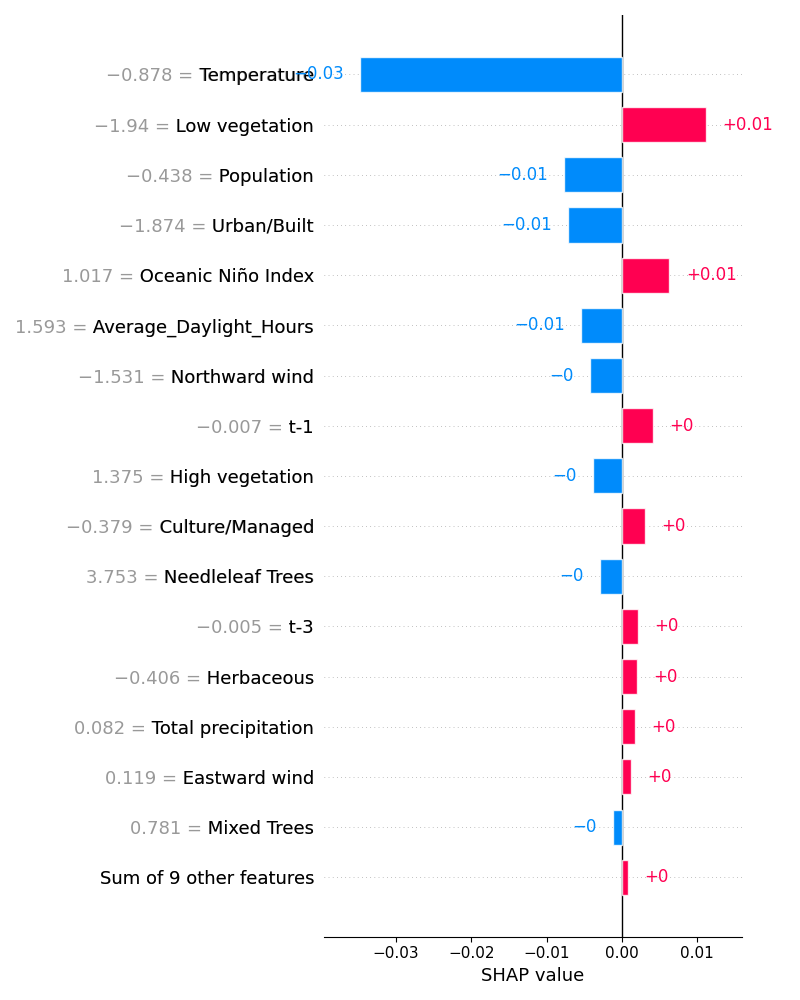 −0.878 = Temperature −0.03
−1.94 = Low vegetation +0.01
−0.438 = Population −0.01
−1.874 = Urban/Built −0.01
1.017 = Oceanic Niño Index +0.01
1.593 = Average_Daylight_Hours −0.01
−1.531 = Northward wind −0
−0.007 = t-1 +0
1.375 = High vegetation −0
−0.379 = Culture/Managed +0
3.753 = Needleleaf Trees −0
−0.005 = t-3 +0
−0.406 = Herbaceous +0
0.082 = Total precipitation +0
0.119 = Eastward wind +0
0.781 = Mixed Trees −0
Sum of 9 other features +0
−0.03 −0.02 −0.01 0.00 0.01
SHAP value